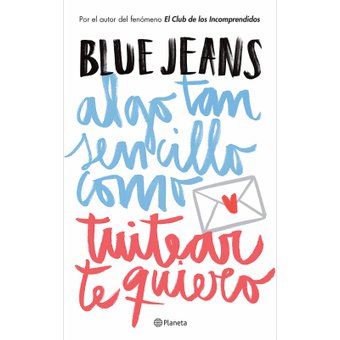 Por el autor del fenómeno El Club de los Incomprendidos
BLUE JEANS
algo tan
sencillo
como
tuitear
te quiero
Planeta